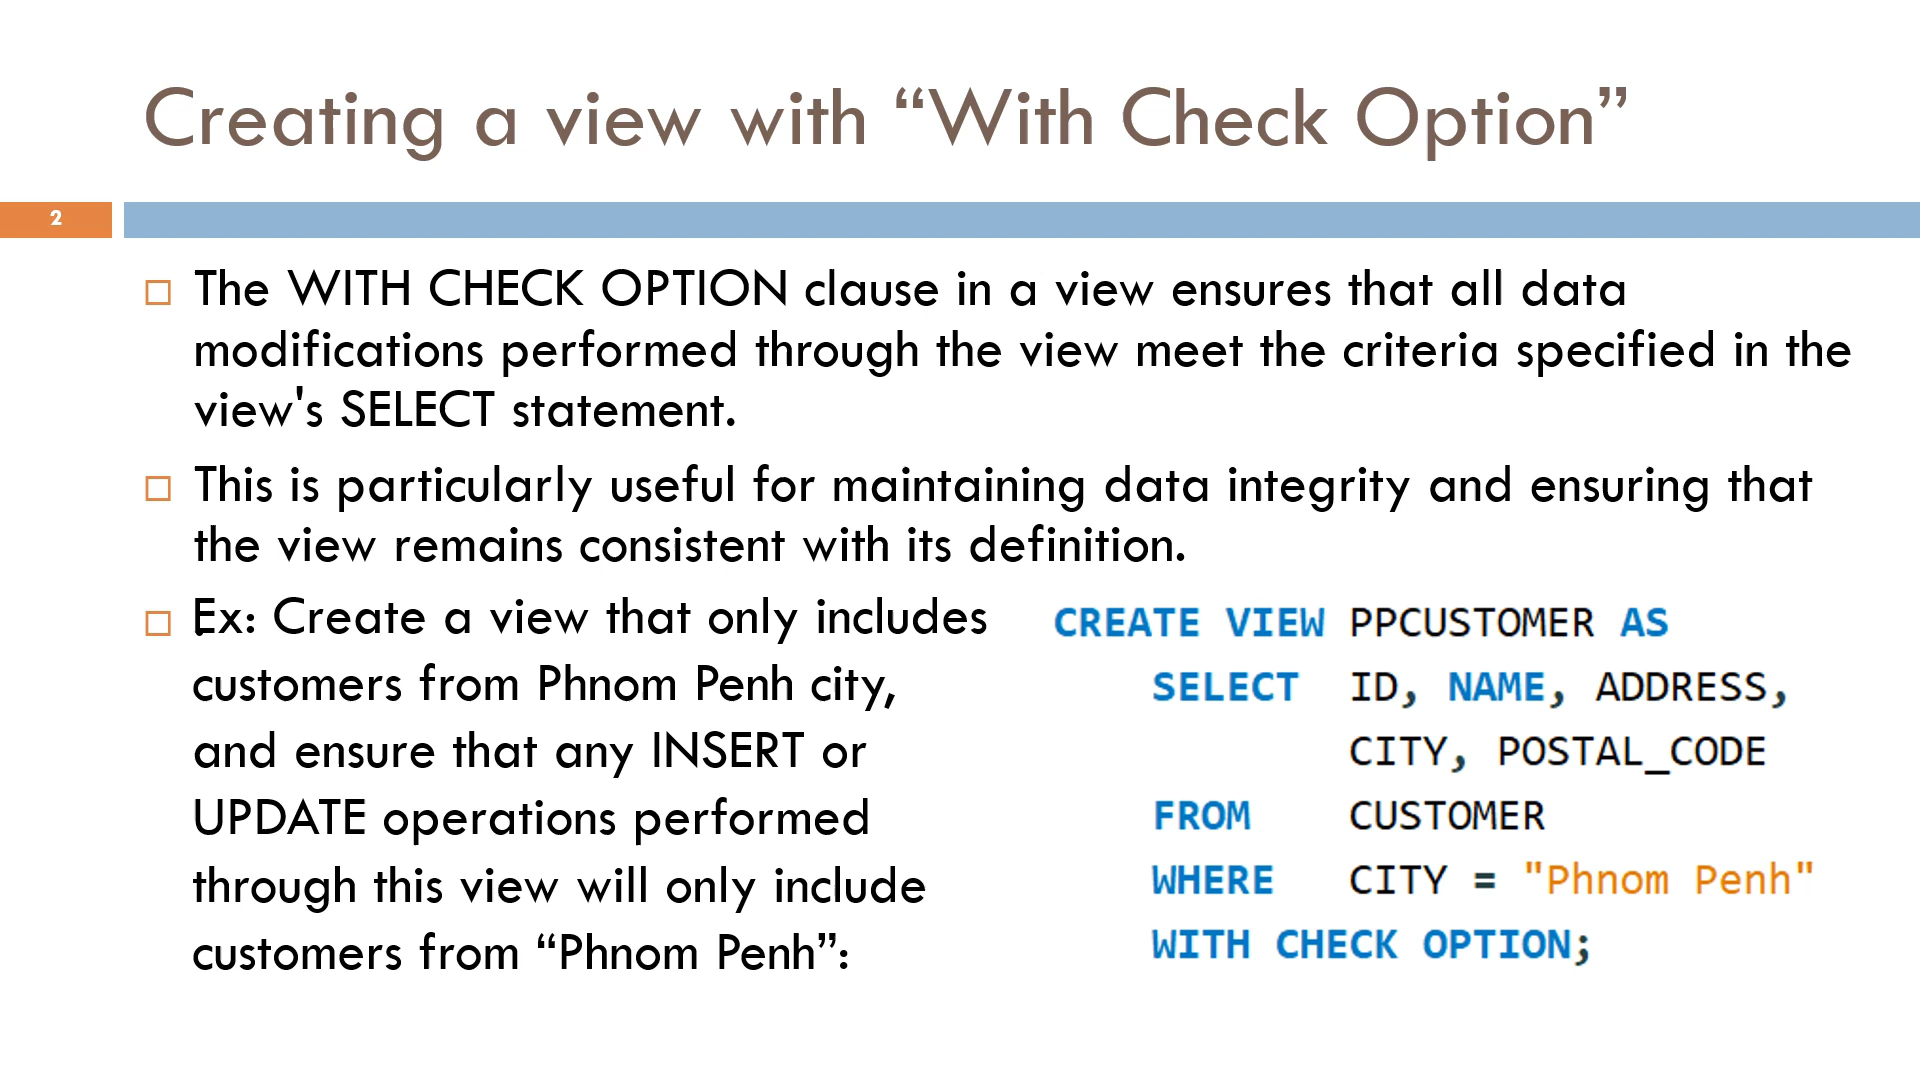 Creating a view with “With Check Option”
2
The WITH CHECK OPTION clause in a view ensures that all data
modifications performed through the view meet the criteria specified in the
view's SELECT statement.
This is particularly useful for maintaining data integrity and ensuring that
the view remains consistent with its definition.
.
Ex: Create a view that only includes
customers from Phnom Penh city,
and ensure that any INSERT or
UPDATE operations performed
through this view will only include
customers from “Phnom Penh”:
CREATE VIEW PPCUSTOMER AS
SELECT ID, NAME, ADDRESS,
CITY, POSTAL_CODE
FROM CUSTOMER
WHERE CITY = "Phnom Penh"
WITH CHECK OPTION;